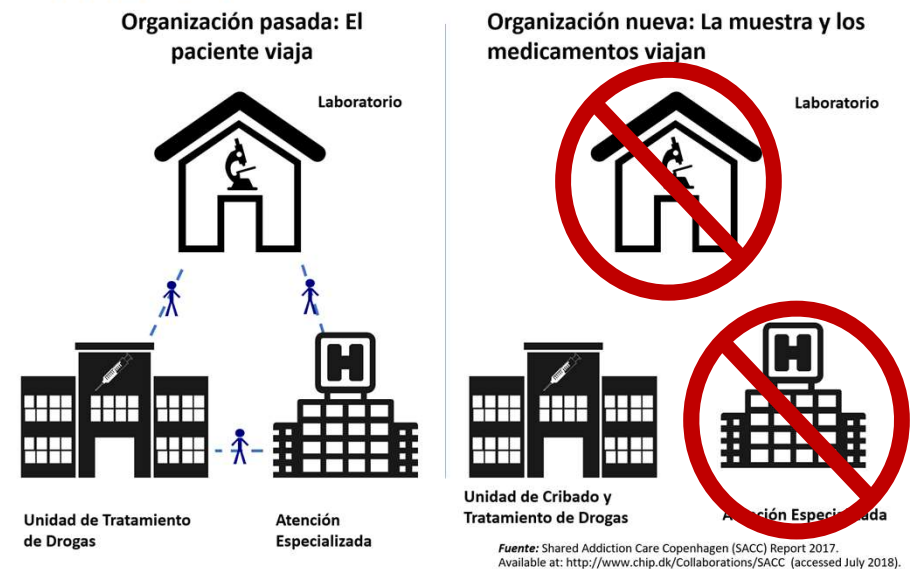 Organización pasada: El
paciente viaja
Laboratorio
H
Unidad de Tratamiento
de Drogas
Atención
Especializada
Organización nueva: La muestra y los
medicamentos viajan
Laboratorio
H
Unidad de Cribado y
Tratamiento de Drogas
Atención Especializada
Fuente: Shared Addiction Care Copenhagen (SACC) Report 2017.
Available at: http://www.chip.dk/Collaborations/SACC (accessed July 2018).